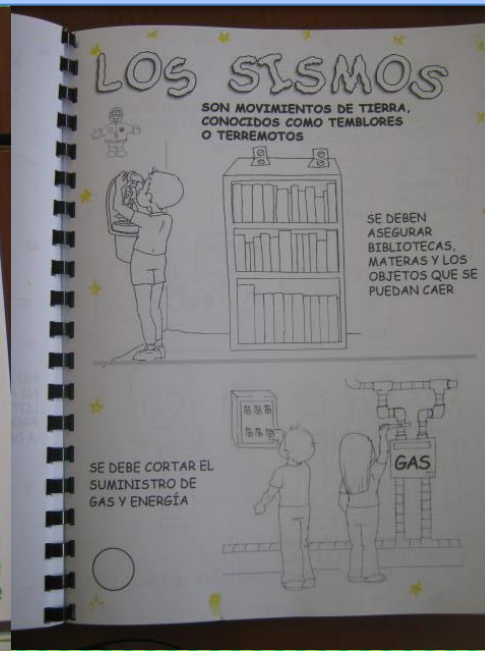 LOS SISMOS
SON MOVIMIENTOS DE TIERRA,
CONOCIDOS COMO TEMBLORES
O TERREMOTOS
SE DEBEN
ASEGURAR
BIBLIOTECAS,
MATERAS Y LOS
OBJETOS QUE SE
PUEDAN CAER
SE DEBE CORTAR EL
SUMINISTRO DE
GAS Y ENERGÍA
GAS